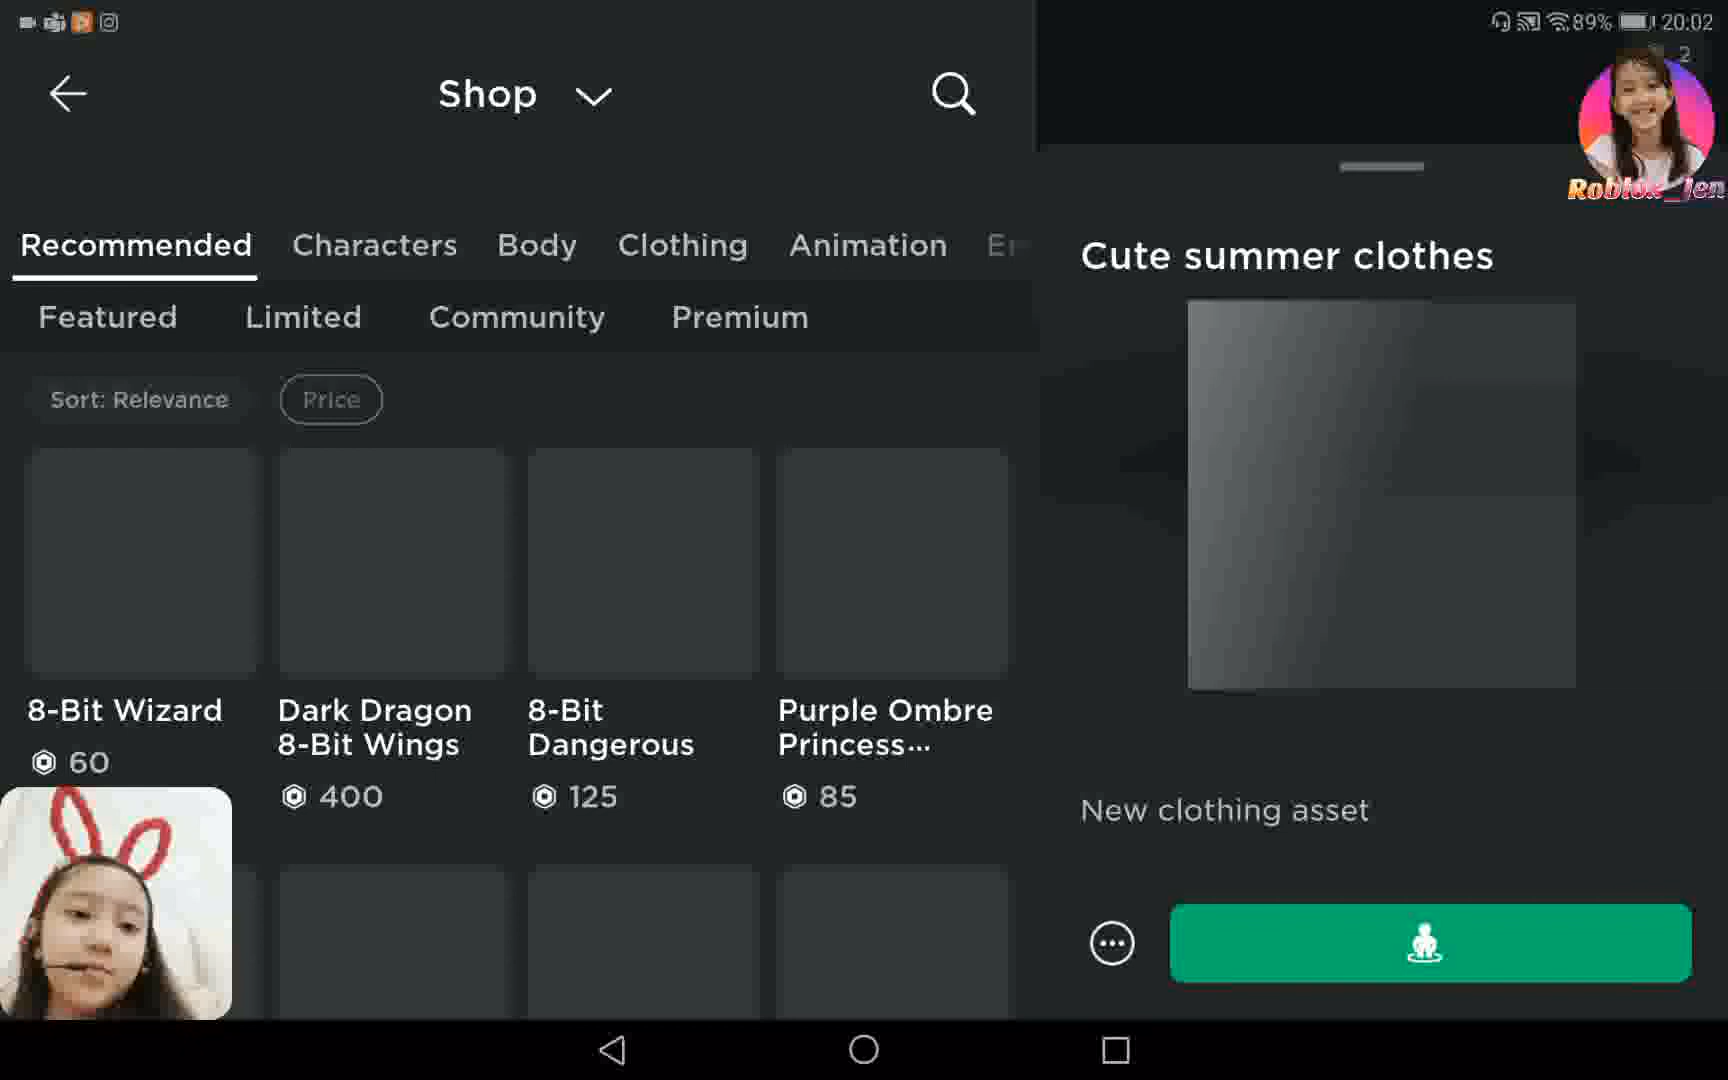 89% 20:02
2
Shop
Roblox_Jen
Recommended Characters Body Clothing Animation
Featured Limited Community Premium
Sort: Relevance Price
8-Bit Wizard
60
Dark Dragon
8-Bit Wings
400
8-Bit
Dangerous
125
Purple Ombre
Princess...
85
Cute summer clothes
New clothing asset